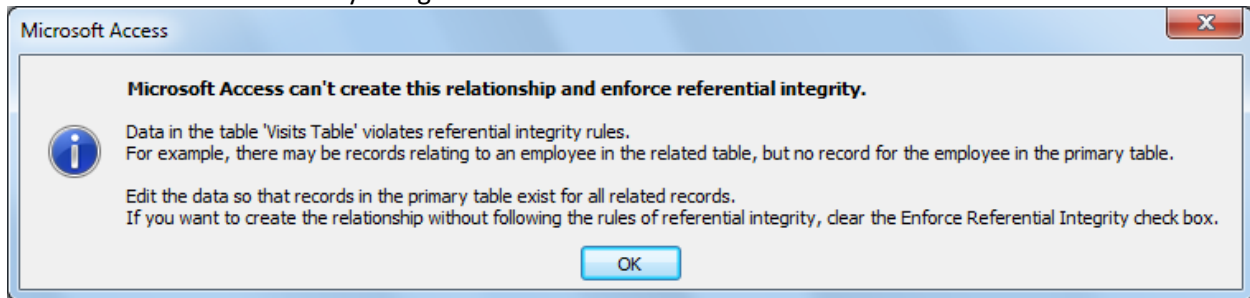 Microsoft Access
Microsoft Access can't create this relationship and enforce referential integrity.
Data in the table 'Visits Table' violates referential integrity rules.
For example, there may be records relating to an employee in the related table, but no record for the employee in the primary table.
Edit the data so that records in the primary table exist for all related records.
If you want to create the relationship without following the rules of referential integrity, clear the Enforce Referential Integrity check box.
OK